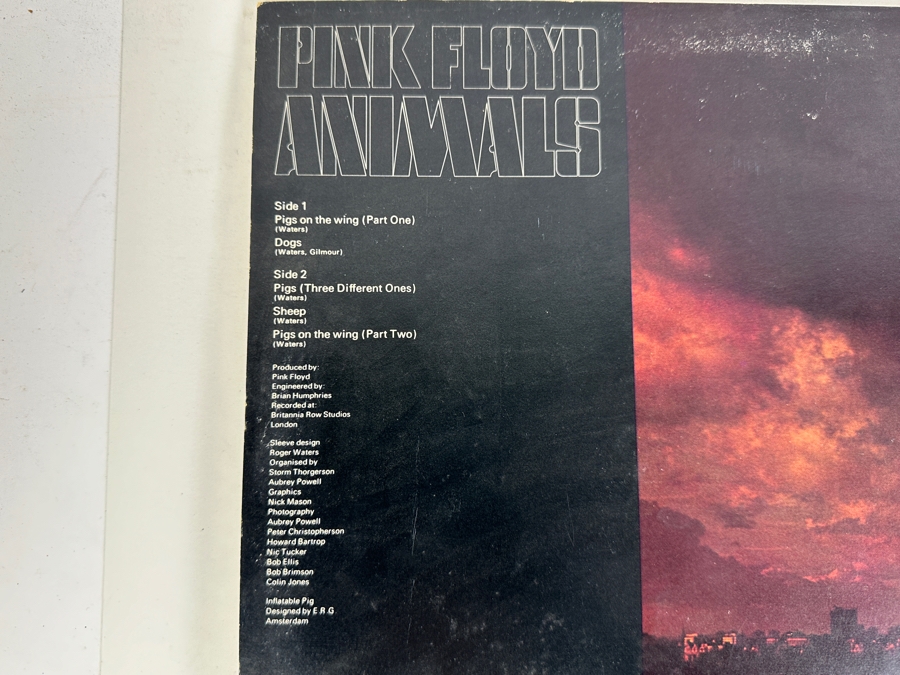 PINK FLOYD
ANIMALS
Side 1
Pigs on the wing (Part One)
(Waters)
Dogs
(Waters, Gilmour)
Side 2
Pigs (Three Different Ones)
(Waters)
Sheep
(Waters)
Pigs on the wing (Part Two)
(Waters)
Produced by:
Pink Floyd
Engineered by:
Brian Humphries
Recorded at:
Britannia Row Studios
London
Sleeve design
Roger Waters
Organised by
Storm Thorgerson
Aubrey Powell
Graphics
Nick Mason
Photography
Aubrey Powell
Peter Christopherson
Howard Bartrop
Nic Tucker
Bob Ellis
Bob Brimson
Colin Jones
Inflatable Pig
Designed by E.R.G.
Amsterdam